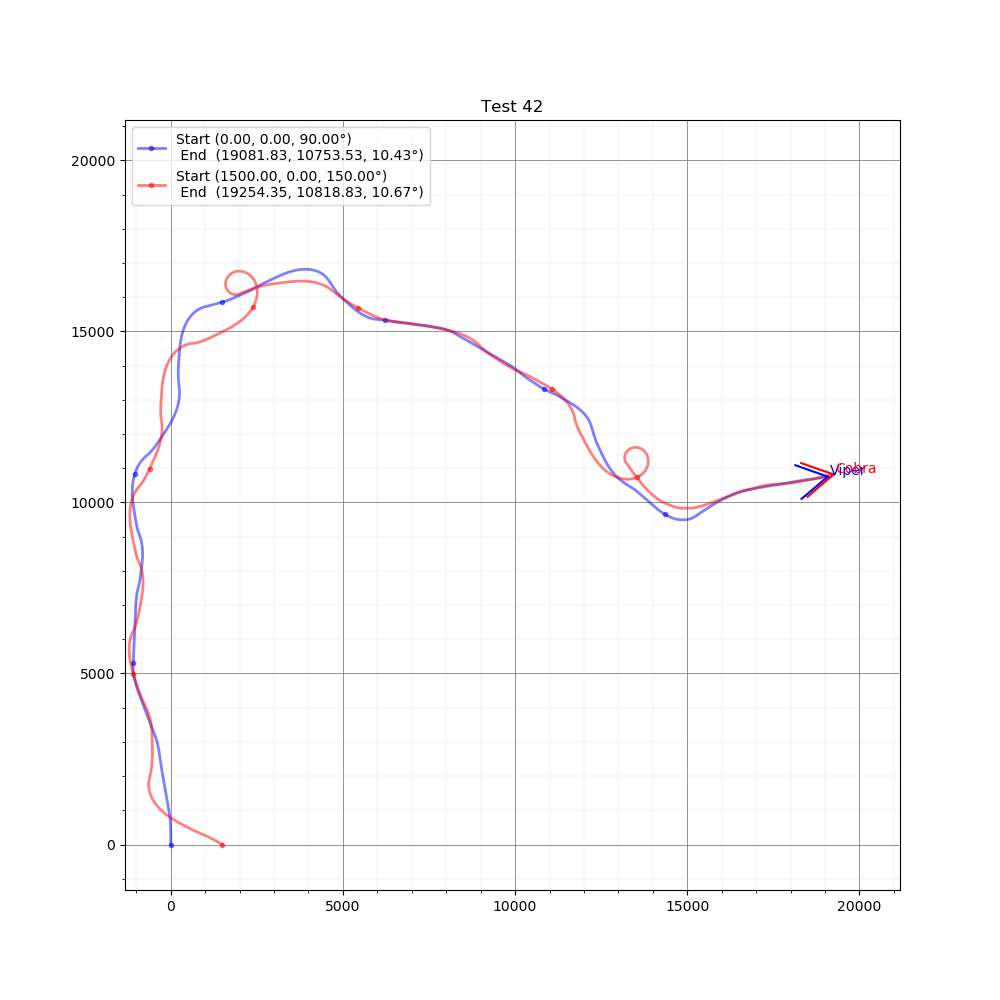 Test 42
Start (0.00, 0.00, 90.00°)
End (19081.83, 10753.53, 10.43°)
Start (1500.00, 0.00, 150.00°)
End (19254.35, 10818.83, 10.67°)
20000
15000
10000
5000
0
Viper
Cobra
0
5000
10000
15000
20000